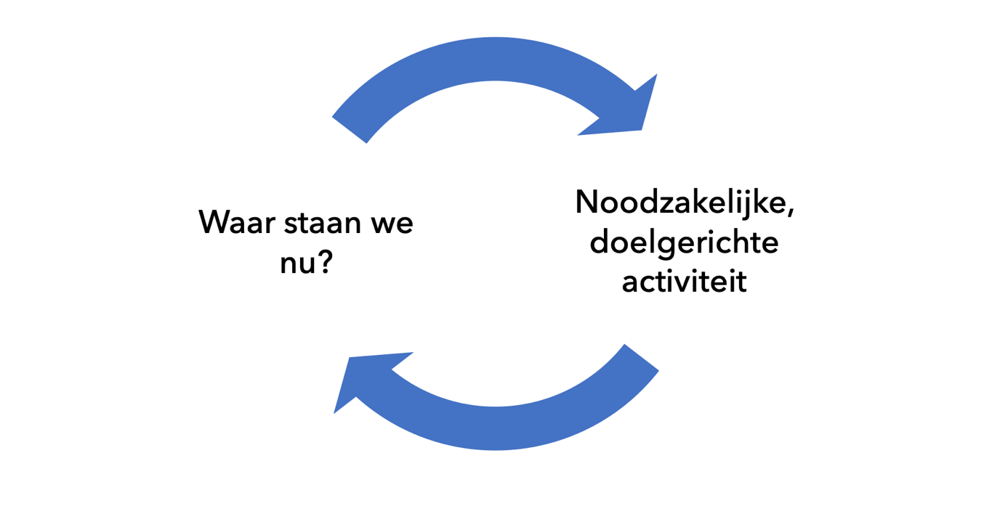 Waar staan we
nu?
Noodzakelijke,
doelgerichte
activiteit